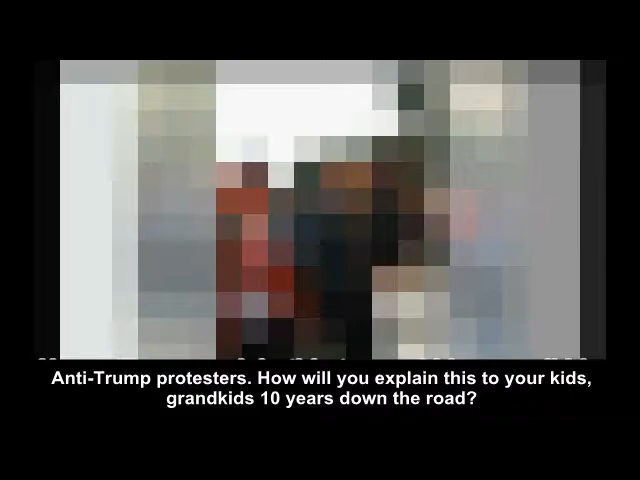 Anti-Trump protesters. How will you explain this to your kids,
grandkids 10 years down the road?